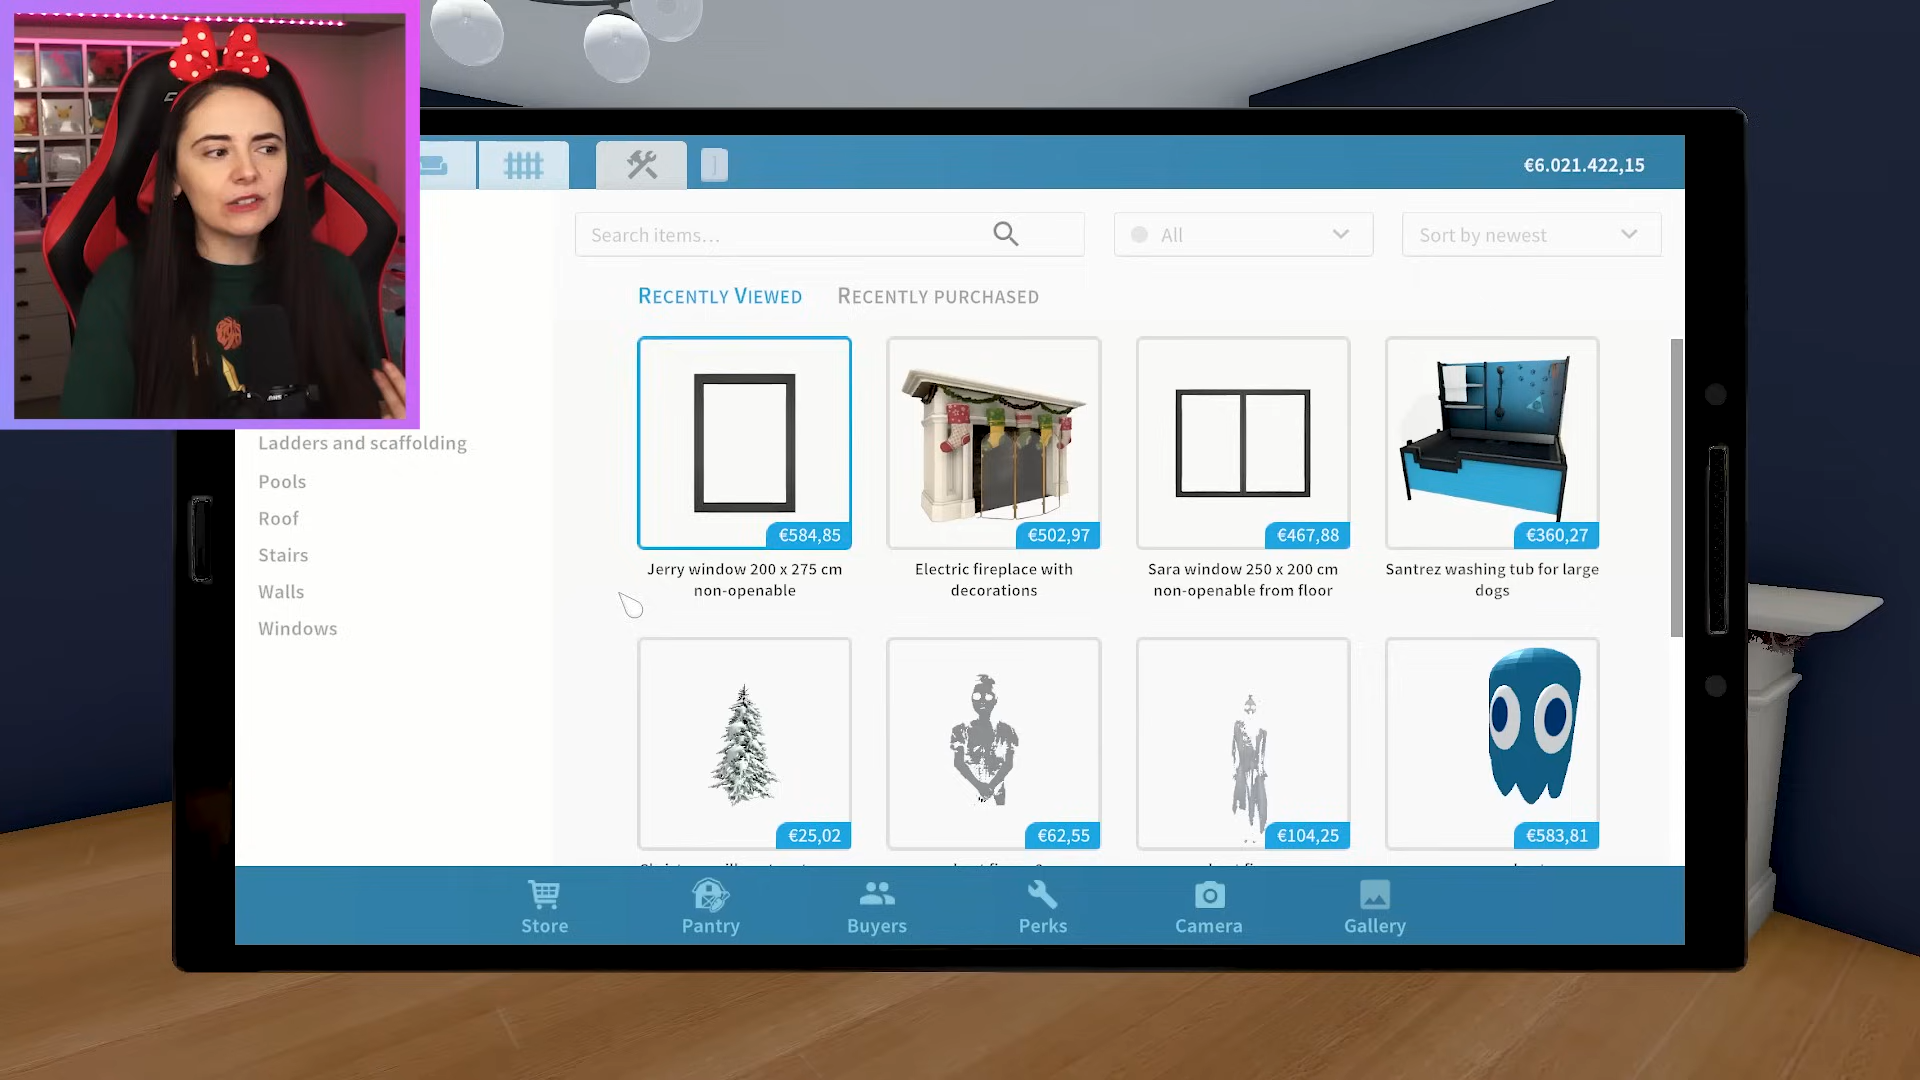 €6.021.422,15
Search items...
All
Sort by newest
RECENTLY VIEWED
RECENTLY PURCHASED
Ladders and scaffolding
Pools
Roof
Stairs
Walls
Windows
€584,85
€502,97
€467,88
€360,27
Jerry window 200 x 275 cm
non-openable
Electric fireplace with
decorations
Sara window 250 x 200 cm
non-openable from floor
Santrez washing tub for large
dogs
€25,02
€62,55
€104,25
€583,81
Store
Pantry
Buyers
Perks
Camera
Gallery